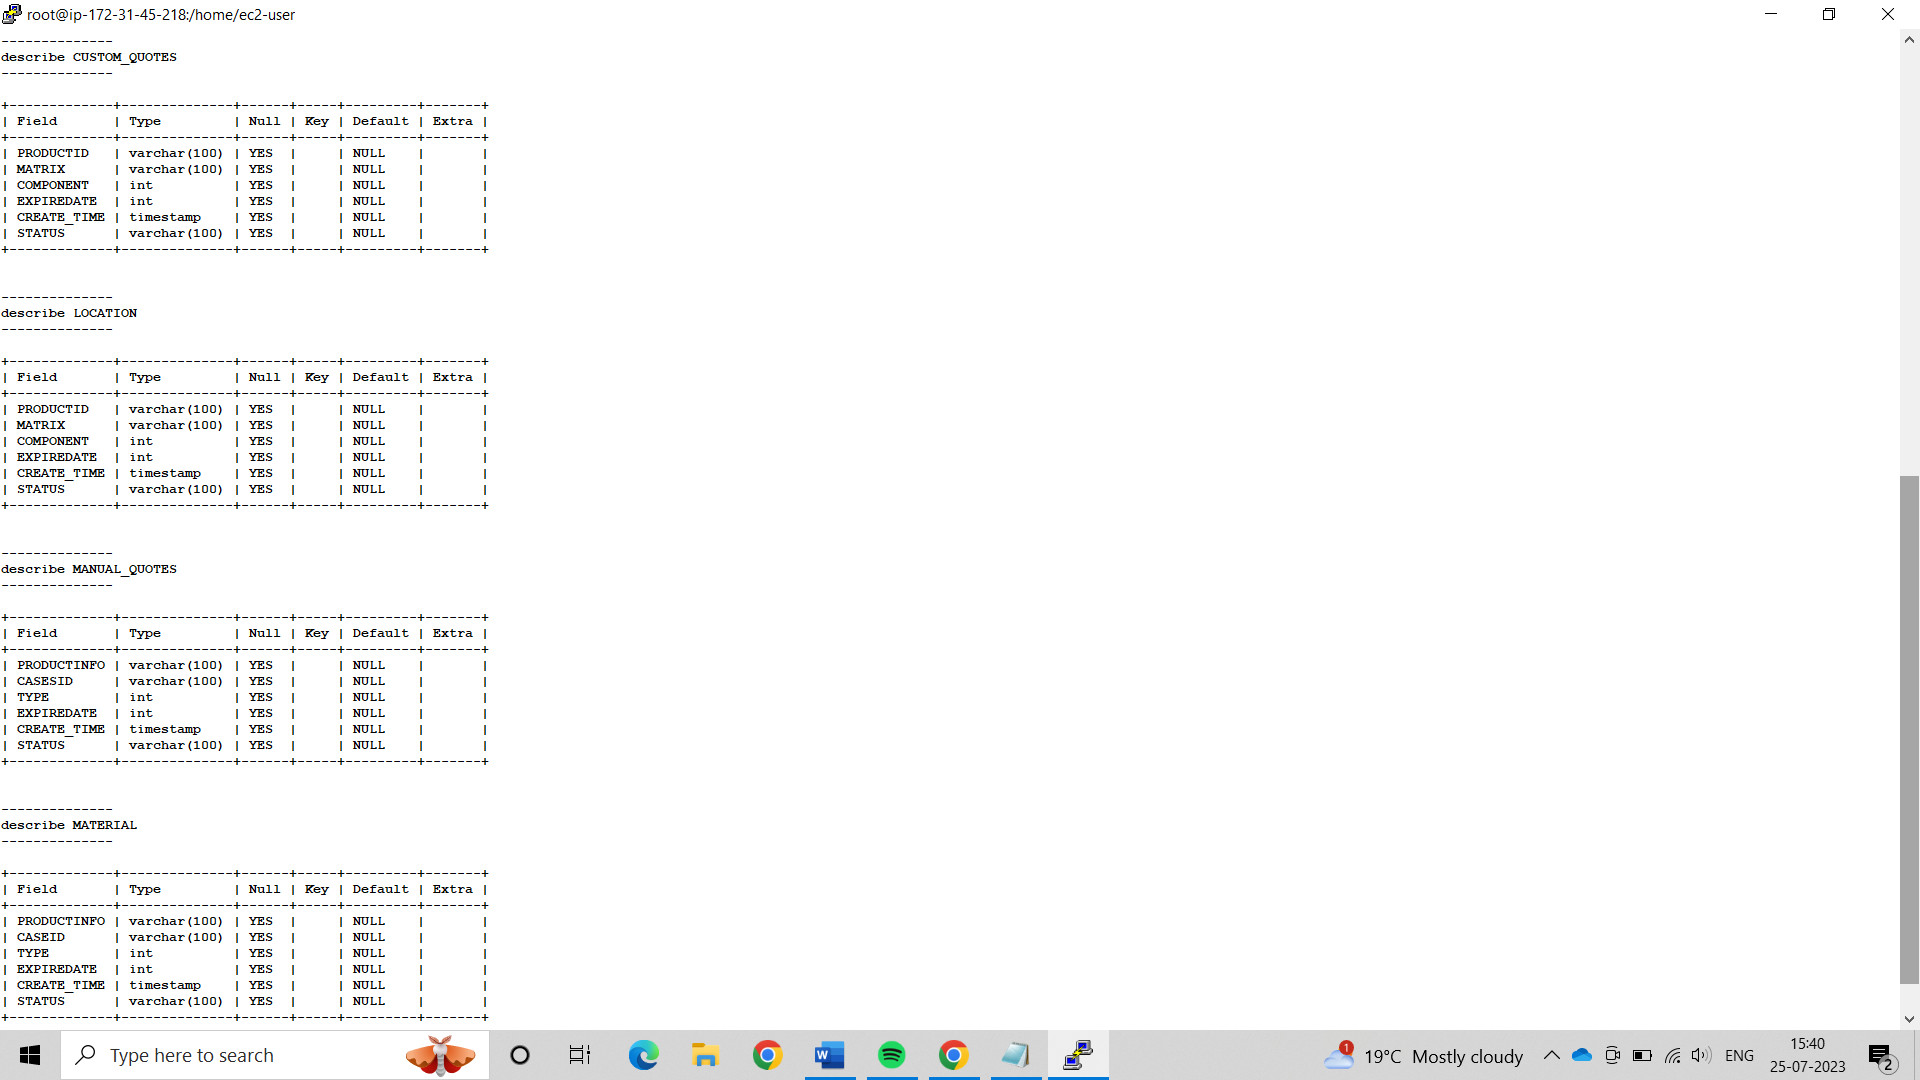 root@ip-172-31-45-218:/home/ec2-user
--------------
describe CUSTOM_QUOTES
--------------
+-------------+--------------+------+-----+---------+-------+
| Field       | Type         | Null | Key | Default | Extra |
+-------------+--------------+------+-----+---------+-------+
| PRODUCTID   | varchar(100) | YES  |     | NULL    |       |
| MATRIX      | varchar(100) | YES  |     | NULL    |       |
| COMPONENT   | int          | YES  |     | NULL    |       |
| EXPIREDATE  | int          | YES  |     | NULL    |       |
| CREATE_TIME | timestamp    | YES  |     | NULL    |       |
| STATUS      | varchar(100) | YES  |     | NULL    |       |
+-------------+--------------+------+-----+---------+-------+
--------------
describe LOCATION
--------------
+-------------+--------------+------+-----+---------+-------+
| Field       | Type         | Null | Key | Default | Extra |
+-------------+--------------+------+-----+---------+-------+
| PRODUCTID   | varchar(100) | YES  |     | NULL    |       |
| MATRIX      | varchar(100) | YES  |     | NULL    |       |
| COMPONENT   | int          | YES  |     | NULL    |       |
| EXPIREDATE  | int          | YES  |     | NULL    |       |
| CREATE_TIME | timestamp    | YES  |     | NULL    |       |
| STATUS      | varchar(100) | YES  |     | NULL    |       |
+-------------+--------------+------+-----+---------+-------+
--------------
describe MANUAL_QUOTES
--------------
+-------------+--------------+------+-----+---------+-------+
| Field       | Type         | Null | Key | Default | Extra |
+-------------+--------------+------+-----+---------+-------+
| PRODUCTINFO | varchar(100) | YES  |     | NULL    |       |
| CASESID     | varchar(100) | YES  |     | NULL    |       |
| TYPE        | int          | YES  |     | NULL    |       |
| EXPIREDATE  | int          | YES  |     | NULL    |       |
| CREATE_TIME | timestamp    | YES  |     | NULL    |       |
| STATUS      | varchar(100) | YES  |     | NULL    |       |
+-------------+--------------+------+-----+---------+-------+
--------------
describe MATERIAL
--------------
+-------------+--------------+------+-----+---------+-------+
| Field       | Type         | Null | Key | Default | Extra |
+-------------+--------------+------+-----+---------+-------+
| PRODUCTINFO | varchar(100) | YES  |     | NULL    |       |
| CASEID      | varchar(100) | YES  |     | NULL    |       |
| TYPE        | int          | YES  |     | NULL    |       |
| EXPIREDATE  | int          | YES  |     | NULL    |       |
| CREATE_TIME | timestamp    | YES  |     | NULL    |       |
| STATUS      | varchar(100) | YES  |     | NULL    |       |
+-------------+--------------+------+-----+---------+-------+
Type here to search
W
1
19°C Mostly cloudy
ENG
15:40
25-07-2023
2